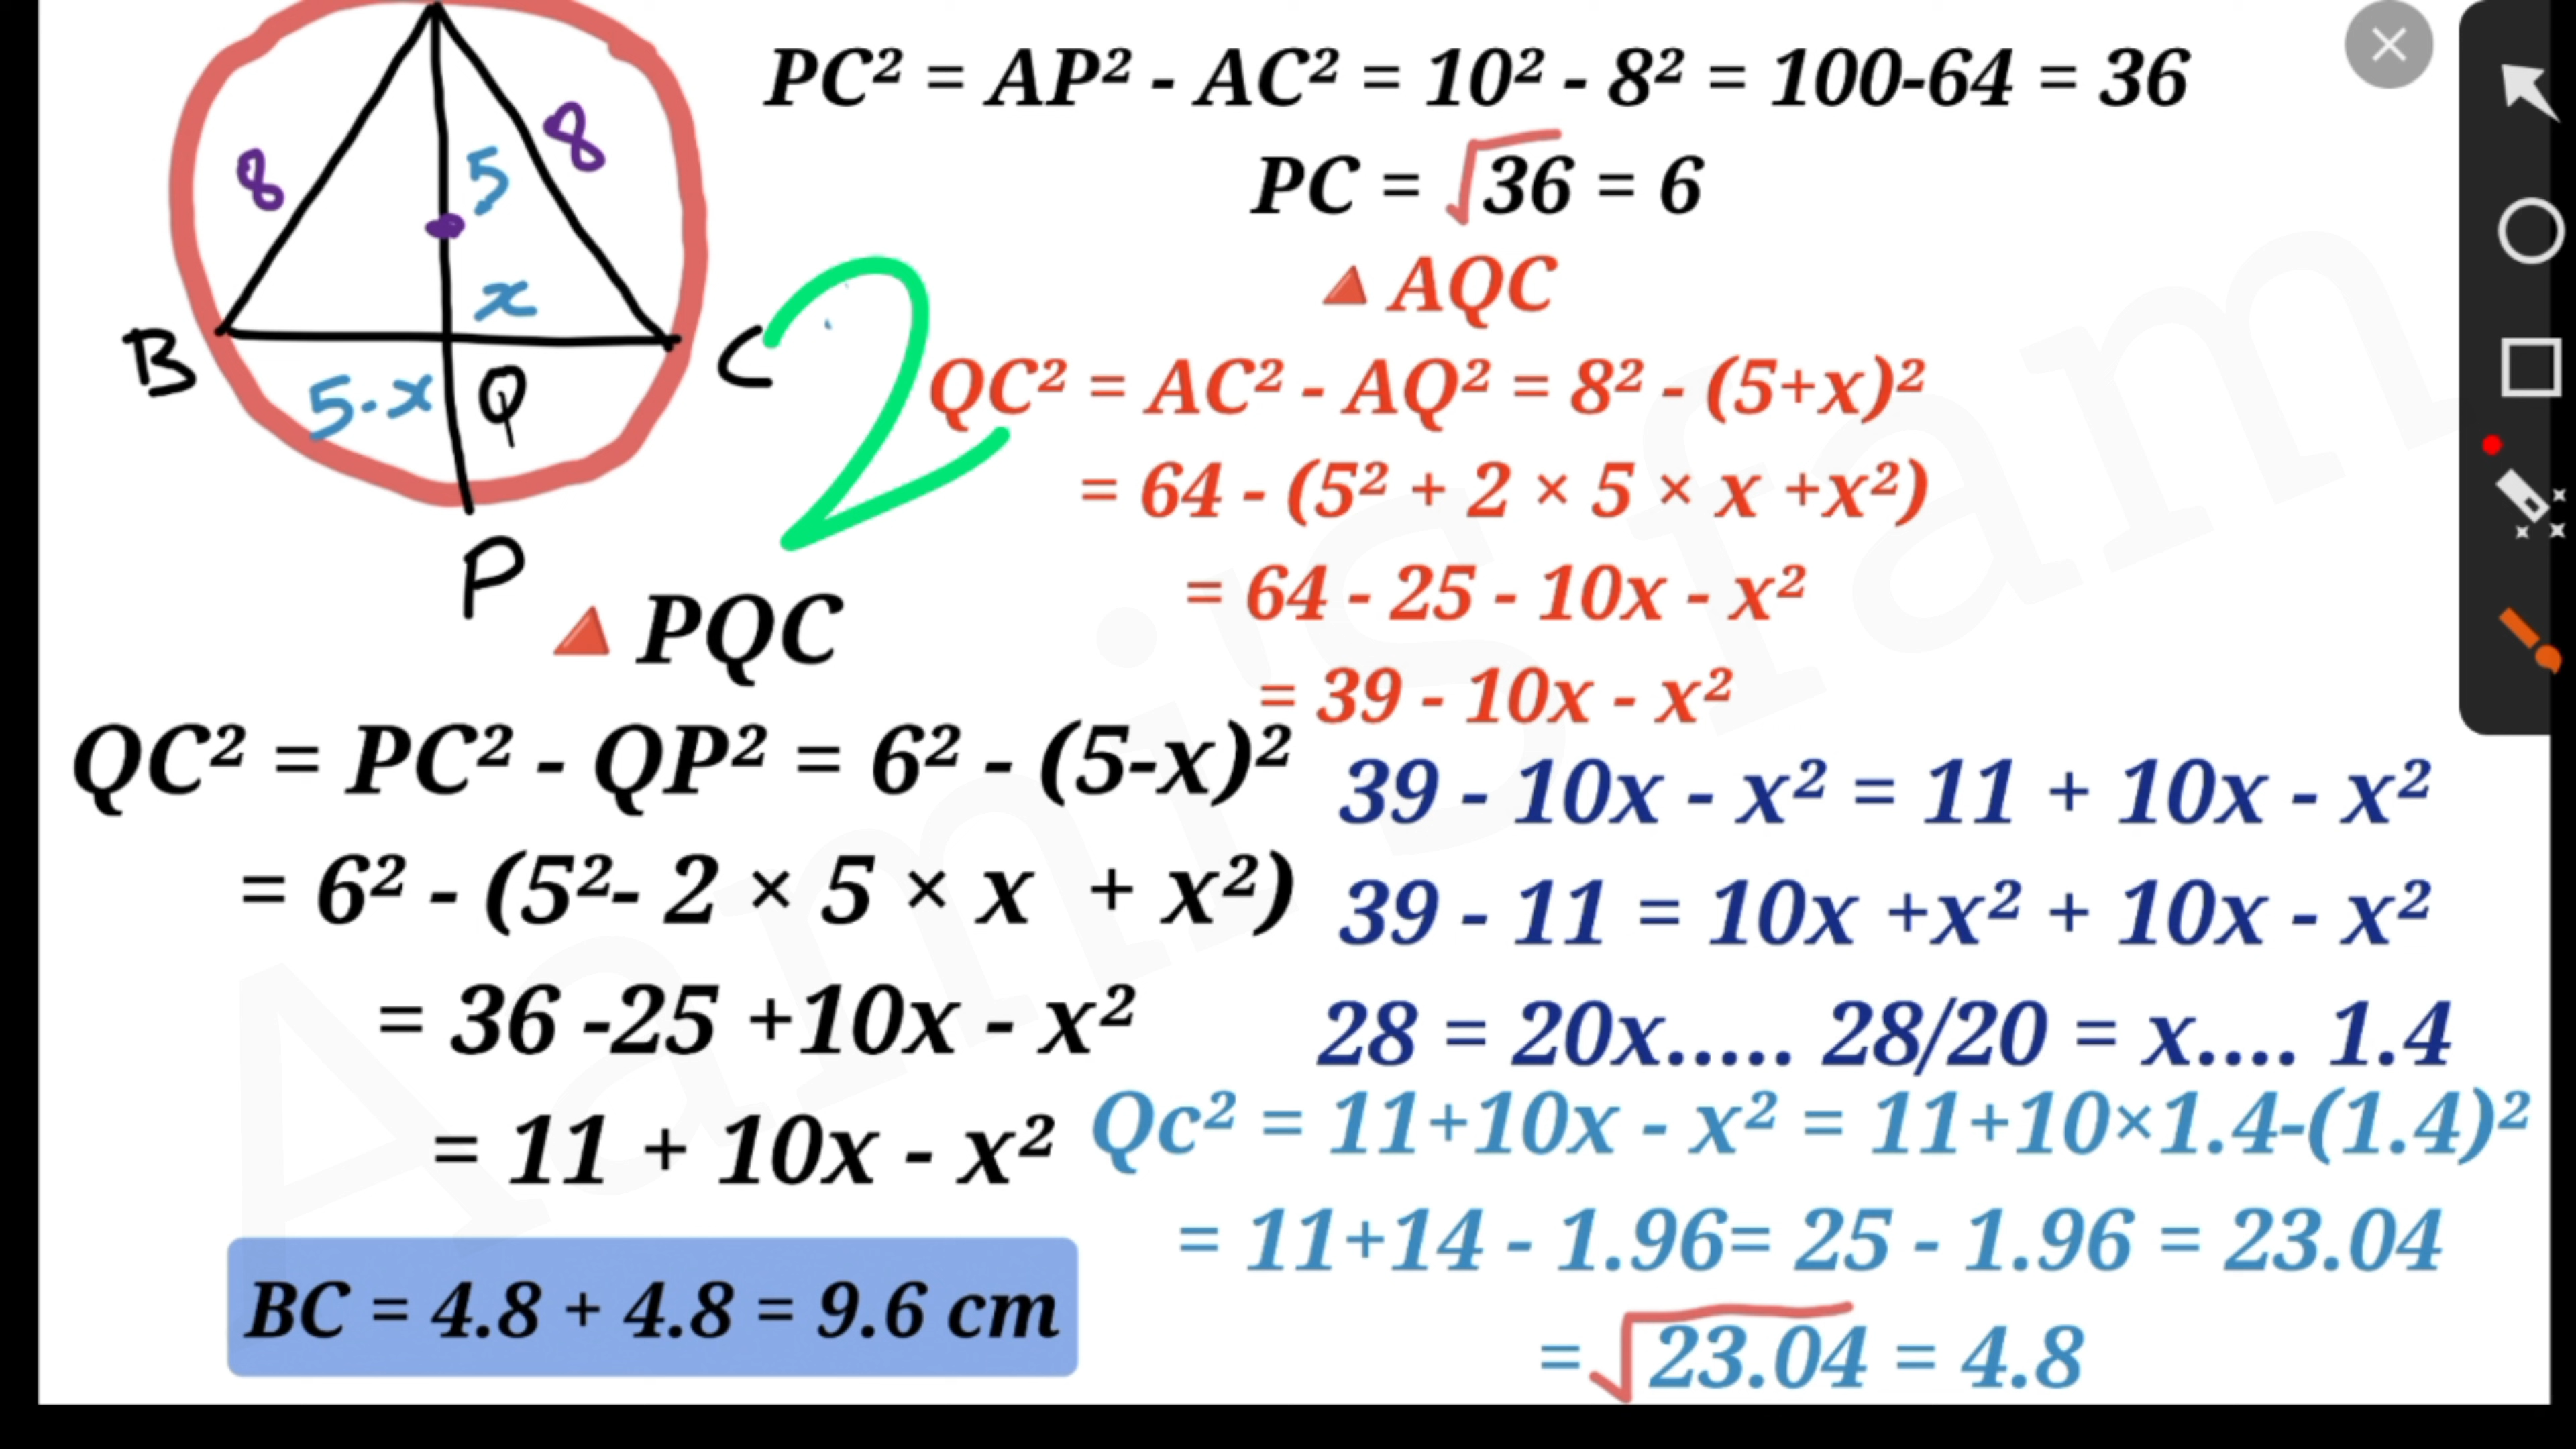 PC² = AP² - AC² = 10² - 8² = 100-64 = 36
PC = √36 = 6
8
5
8
x
B
5-x
Q
C
2
P
🔺AQC
QC² = AC² - AQ² = 8² - (5+x)²
= 64 - (5² + 2 × 5 × x +x²)
= 64 - 25 - 10x - x²
= 39 - 10x - x²
🔺PQC
QC² = PC² - QP² = 6² - (5-x)²
= 6² - (5²- 2 × 5 × x + x²)
= 36 -25 +10x - x²
= 11 + 10x - x²
39 - 10x - x² = 11 + 10x - x²
39 - 11 = 10x +x² + 10x - x²
28 = 20x..... 28/20 = x.... 1.4
Qc² = 11+10x - x² = 11+10×1.4-(1.4)²
= 11+14 - 1.96= 25 - 1.96 = 23.04
= √23.04 = 4.8
BC = 4.8 + 4.8 = 9.6 cm
Aami'Sfam